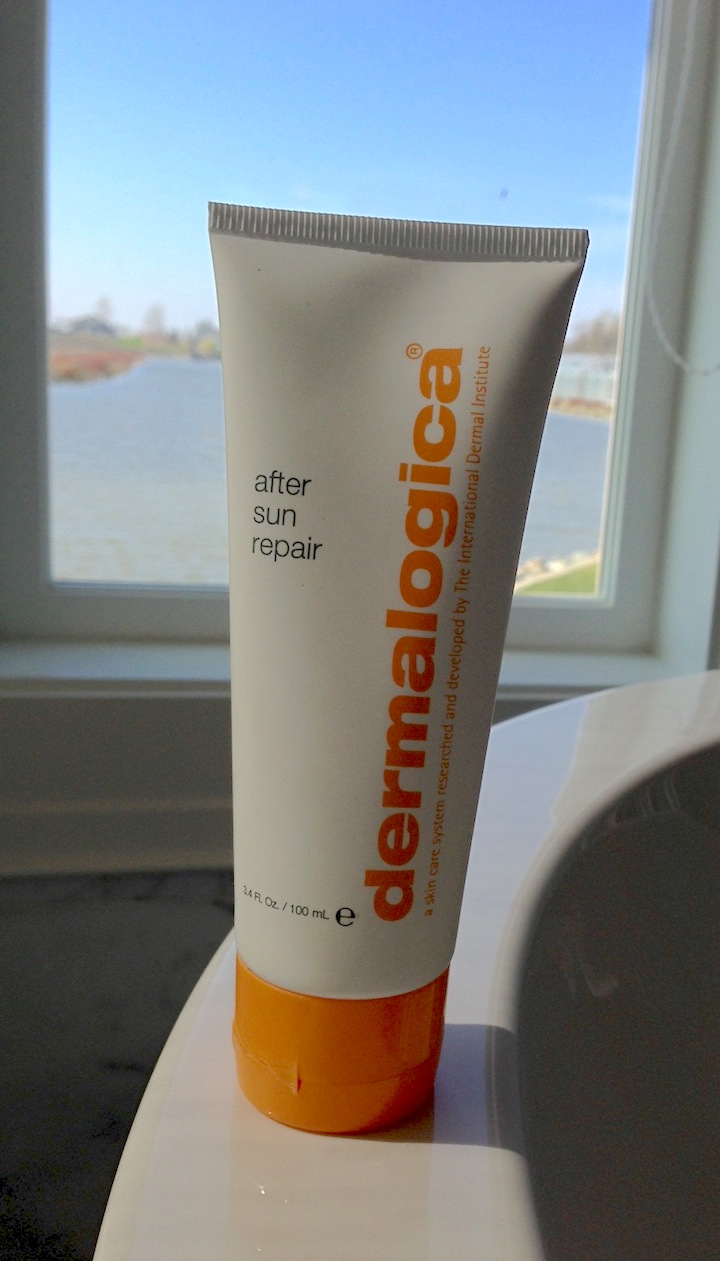 after
sun
repair
dermalogica®
a skin care system researched and developed by The International Dermal Institute
3.4 Fl. Oz. / 100 mL ℮